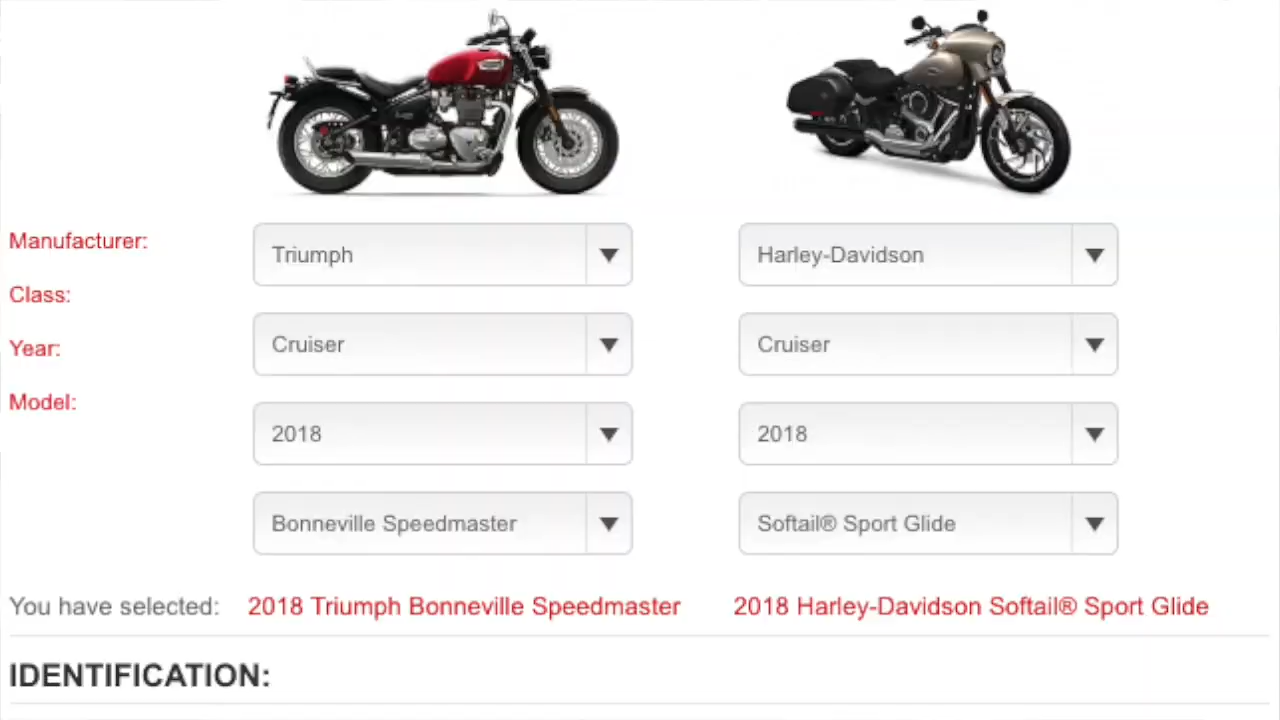 Manufacturer:
Triumph
Harley-Davidson
Class:
Cruiser
Cruiser
Year:
2018
2018
Model:
Bonneville Speedmaster
Softail® Sport Glide
You have selected: 2018 Triumph Bonneville Speedmaster 2018 Harley-Davidson Softail® Sport Glide
IDENTIFICATION: